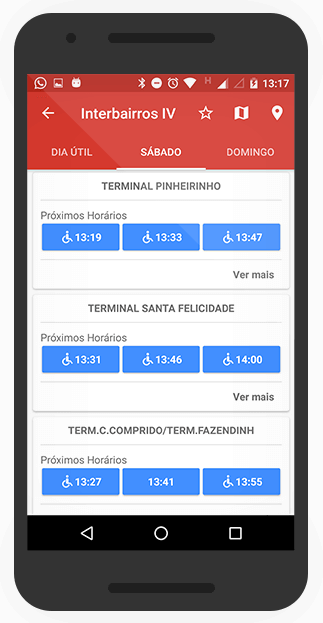 H 13:17
Interbairros IV
DIA ÚTIL SÁBADO DOMINGO
TERMINAL PINHEIRINHO
Próximos Horários
13:19 13:33 13:47
Ver mais
TERMINAL SANTA FELICIDADE
Próximos Horários
13:31 13:46 14:00
Ver mais
TERM.C.COMPRIDO/TERM.FAZENDINH
Próximos Horários
13:27 13:41 13:55